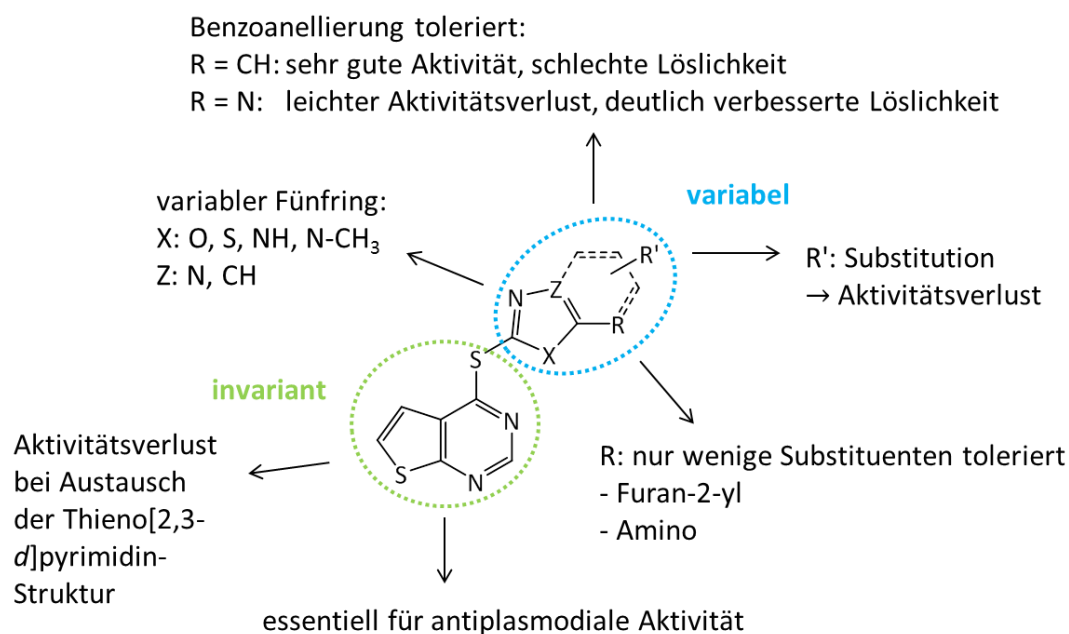 Benzoanellierung toleriert:
R = CH: sehr gute Aktivität, schlechte Löslichkeit
R = N: leichter Aktivitätsverlust, deutlich verbesserte Löslichkeit
variabler Fünfring:
X: O, S, NH, N-CH₃
Z: N, CH
variabel
R': Substitution
→ Aktivitätsverlust
R'
N
Z
R
X
S
invariant
N
S
N
Aktivitätsverlust
bei Austausch
der Thieno[2,3-
d]pyrimidin-
Struktur
R: nur wenige Substituenten toleriert
- Furan-2-yl
- Amino
essentiell für antiplasmodiale Aktivität